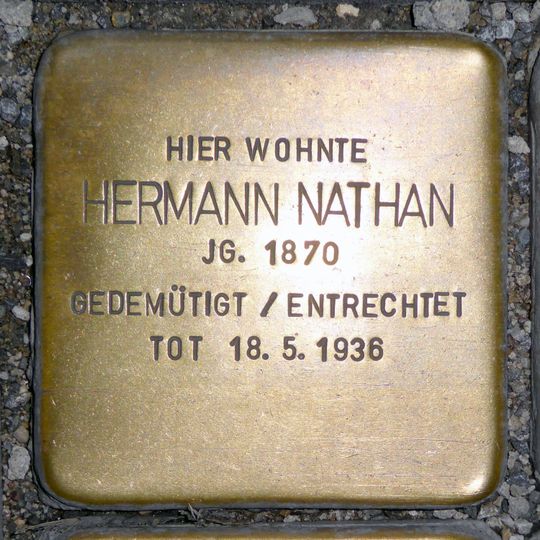 HIER WOHNTE
HERMANN NATHAN
JG. 1870
GEDEMÜTIGT / ENTRECHTET
TOT 18.5.1936